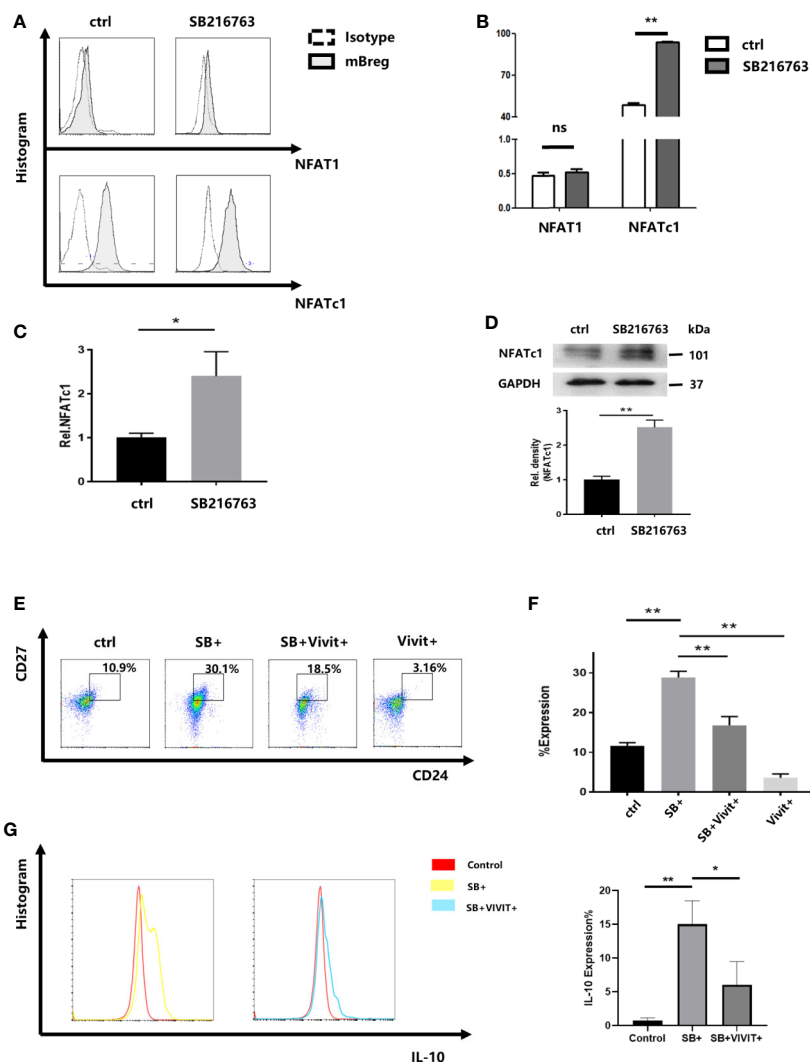 A
ctrl
SB216763
Isotype
mBreg
Histogram
NFAT1
NFATc1
B
**
ctrl
SB216763
100
80
60
40
1.0
0.5
0.0
ns
NFAT1
NFATc1
C
*
Rel.NFATc1
3
2
1
0
ctrl
SB216763
D
ctrl
SB216763
kDa
NFATc1
101
GAPDH
37
**
Rel. density
(NFATc1)
3
2
1
0
ctrl
SB216763
E
ctrl
SB+
SB+Vivit+
Vivit+
CD27
10.9%
30.1%
18.5%
3.16%
CD24
F
**
**
**
%Expression
30
20
10
0
ctrl
SB+
SB+Vivit+
Vivit+
G
Histogram
Control
SB+
SB+VIVIT+
IL-10
**
*
IL-10 Expression%
20
15
10
5
0
Control
SB+
SB+VIVIT+